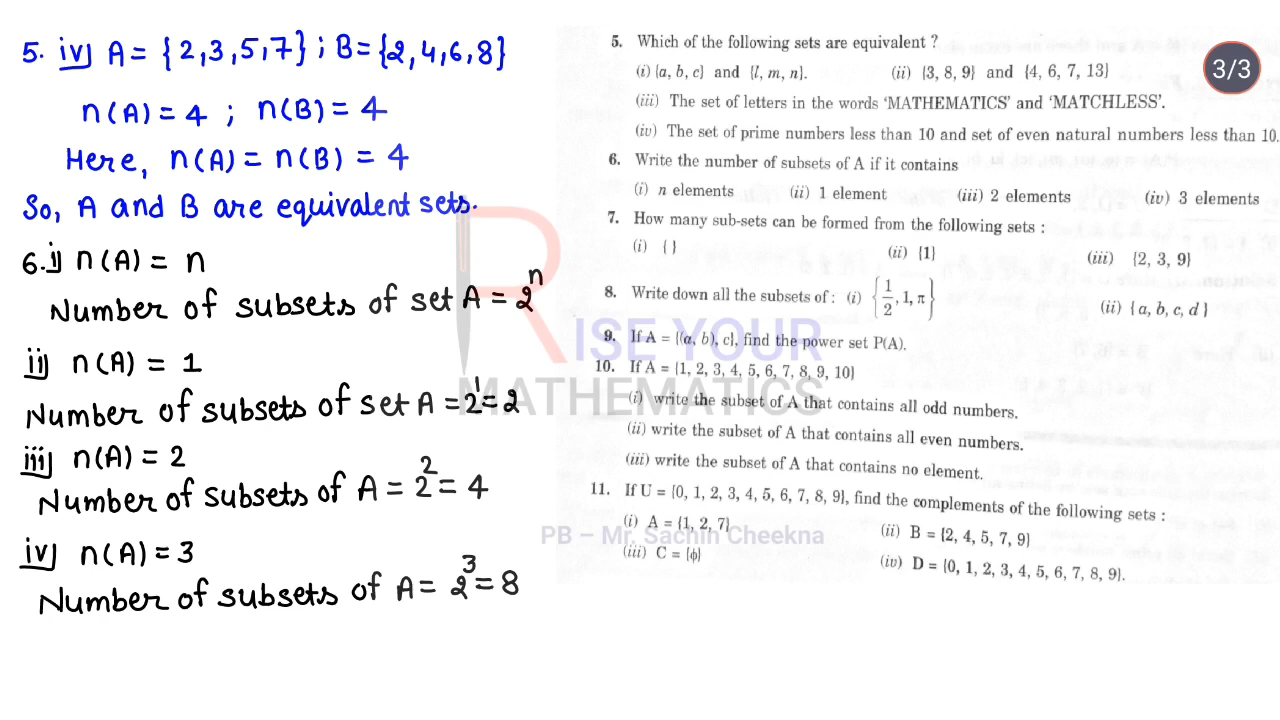 5. iv) A = {2,3,5,7} ; B={2,4,6,8}
n(A) = 4 ; n(B) = 4
Here, n(A) = n(B) = 4
So, A and B are equivalent sets.
6.i) n(A) = n
Number of subsets of set A = 2^n
ii) n(A) = 1
Number of subsets of set A = 2^1 = 2
iii) n(A) = 2
Number of subsets of A = 2^2 = 4
iv) n(A) = 3
Number of subsets of A = 2^3 = 8
3/3
5. Which of the following sets are equivalent ?
(i) {a, b, c} and {l, m, n}. (ii) {3, 8, 9} and {4, 6, 7, 13}
(iii) The set of letters in the words 'MATHEMATICS' and 'MATCHLESS'.
(iv) The set of prime numbers less than 10 and set of even natural numbers less than 10.
6. Write the number of subsets of A if it contains
(i) n elements (ii) 1 element (iii) 2 elements (iv) 3 elements
7. How many sub-sets can be formed from the following sets :
(i) { } (ii) {1} (iii) {2, 3, 9}
8. Write down all the subsets of : (i) {1/2, 1, π} (ii) { a, b, c, d }
9. If A = {(a, b), c}, find the power set P(A).
10. If A = {1, 2, 3, 4, 5, 6, 7, 8, 9, 10}
(i) write the subset of A that contains all odd numbers.
(ii) write the subset of A that contains all even numbers.
(iii) write the subset of A that contains no element.
11. If U = {0, 1, 2, 3, 4, 5, 6, 7, 8, 9}, find the complements of the following sets :
(i) A = {1, 2, 7} (ii) B = {2, 4, 5, 7, 9}
(iii) C = {ϕ} (iv) D = {0, 1, 2, 3, 4, 5, 6, 7, 8, 9}.
RISE YOUR
MATHEMATICS
PB – Mr. Sachin Cheekna